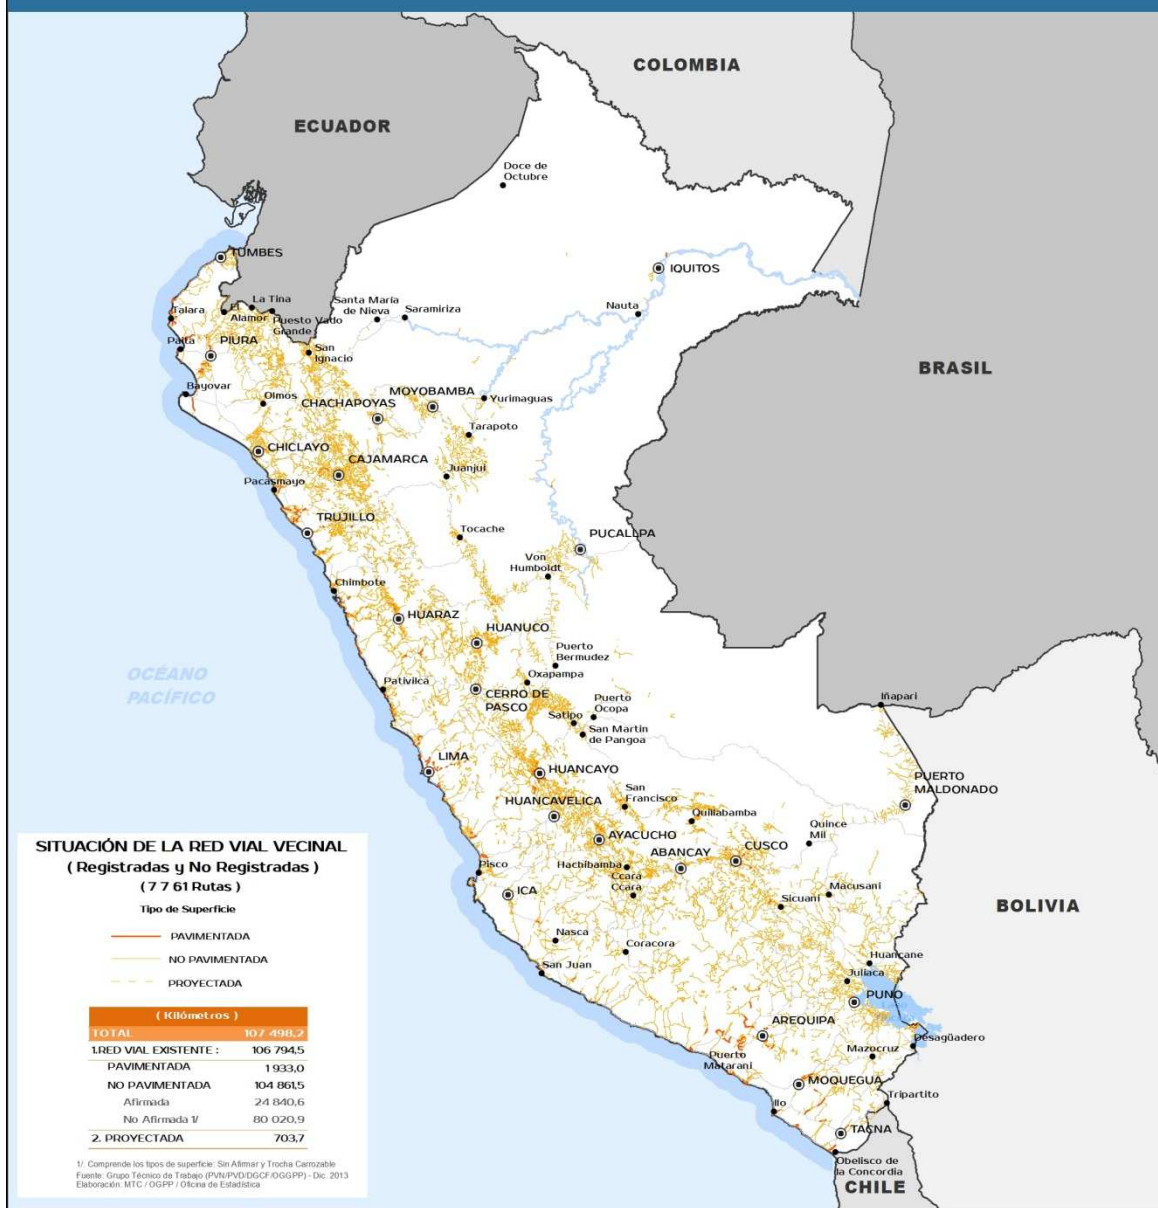 COLOMBIA
ECUADOR
Doce de
Octubre
TUMBES
IQUITOS
La Tina
El
Alamor
Puesto Vado
Grande
Talara
Santa María
de Nieva
Saramiriza
Nauta
Paita
PIURA
San
Ignacio
BRASIL
Bayovar
Olmos
MOYOBAMBA
CHACHAPOYAS
Yurimaguas
Tarapoto
CHICLAYO
CAJAMARCA
Juanjui
Pacasmayo
TRUJILLO
Tocache
PUCALLPA
Von
Humboldt
Chimbote
HUARAZ
HUANUCO
Puerto
Bermudez
OCÉANO
PACÍFICO
Pativilca
Oxapampa
CERRO DE
PASCO
Puerto
Ocopa
Satipo
San Martin
de Pangoa
Iñapari
LIMA
HUANCAYO
PUERTO
MALDONADO
HUANCAVELICA
San
Francisco
Quillabamba
Quince
Mil
AYACUCHO
ABANCAY
CUSCO
Pisco
Hachibamba
Ccara
Ccara
ICA
Sicuani
Macusani
BOLIVIA
Nasca
Coracora
San Juan
Huancane
Juliaca
PUNO
AREQUIPA
Desagüadero
Mazocruz
Puerto
Matarani
MOQUEGUA
Ilo
Tripartito
TACNA
Obelisco de
la Concordia
CHILE
SITUACIÓN DE LA RED VIAL VECINAL
( Registradas y No Registradas )
( 7 7 61 Rutas )
Tipo de Superficie
PAVIMENTADA
NO PAVIMENTADA
PROYECTADA
( Kilómetros )
TOTAL 107 498,2
1.RED VIAL EXISTENTE : 106 794,5
PAVIMENTADA 1 933,0
NO PAVIMENTADA 104 861,5
Afirmada 24 840,6
No Afirmada 1/ 80 020,9
2. PROYECTADA 703,7
1/. Comprende los tipos de superficie: Sin Afirmar y Trocha Carrozable
Fuente: Grupo Técnico de Trabajo (PVN/PVD/DGCF/OGGPP) - Dic. 2013
Elaboración: MTC / OGPP / Oficina de Estadística